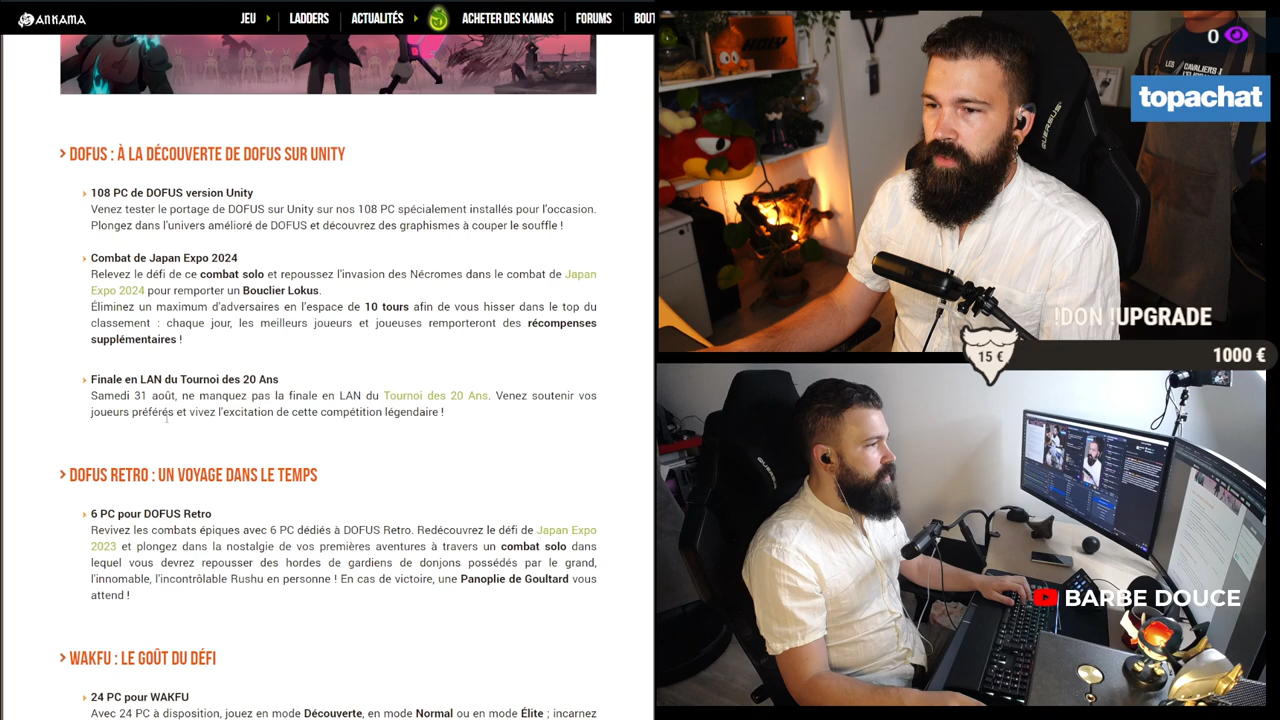 ANKAMA
JEU
LADDERS
ACTUALITÉS
ACHETER DES KAMAS
FORUMS
BOUT
> DOFUS : À LA DÉCOUVERTE DE DOFUS SUR UNITY
108 PC de DOFUS version Unity
Venez tester le portage de DOFUS sur Unity sur nos 108 PC spécialement installés pour l'occasion.
Plongez dans l'univers amélioré de DOFUS et découvrez des graphismes à couper le souffle !
Combat de Japan Expo 2024
Relevez le défi de ce combat solo et repoussez l'invasion des Nécromes dans le combat de Japan
Expo 2024 pour remporter un Bouclier Lokus.
Éliminez un maximum d'adversaires en l'espace de 10 tours afin de vous hisser dans le top du
classement : chaque jour, les meilleurs joueurs et joueuses remporteront des récompenses
supplémentaires !
Finale en LAN du Tournoi des 20 Ans
Samedi 31 août, ne manquez pas la finale en LAN du Tournoi des 20 Ans. Venez soutenir vos
joueurs préférés et vivez l'excitation de cette compétition légendaire !
> DOFUS RETRO : UN VOYAGE DANS LE TEMPS
6 PC pour DOFUS Retro
Revivez les combats épiques avec 6 PC dédiés à DOFUS Retro. Redécouvrez le défi de Japan Expo
2023 et plongez dans la nostalgie de vos premières aventures à travers un combat solo dans
lequel vous devrez repousser des hordes de gardiens de donjons possédés par le grand,
l'innomable, l'incontrôlable Rushu en personne ! En cas de victoire, une Panoplie de Goultard vous
attend !
> WAKFU : LE GOÛT DU DÉFI
24 PC pour WAKFU
Avec 24 PC à disposition, jouez en mode Découverte, en mode Normal ou en mode Élite ; incarnez
0
LES CAVALIERS
topachat
QUERSUS
!DON !UPGRADE
15 €
1000 €
BARBE DOUCE